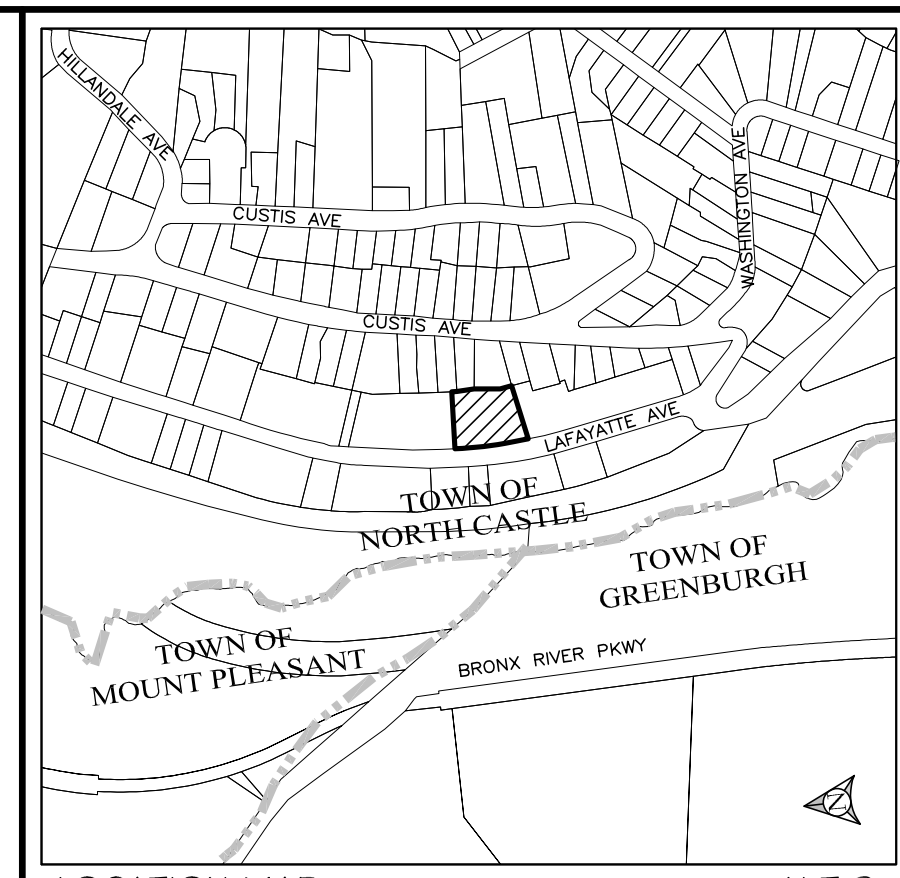 HILLANDALE AVE
WASHINGTON AVE
CUSTIS AVE
CUSTIS AVE
LAFAYATTE AVE
TOWN OF
NORTH CASTLE
TOWN OF
GREENBURGH
TOWN OF
MOUNT PLEASANT
BRONX RIVER PKWY
N